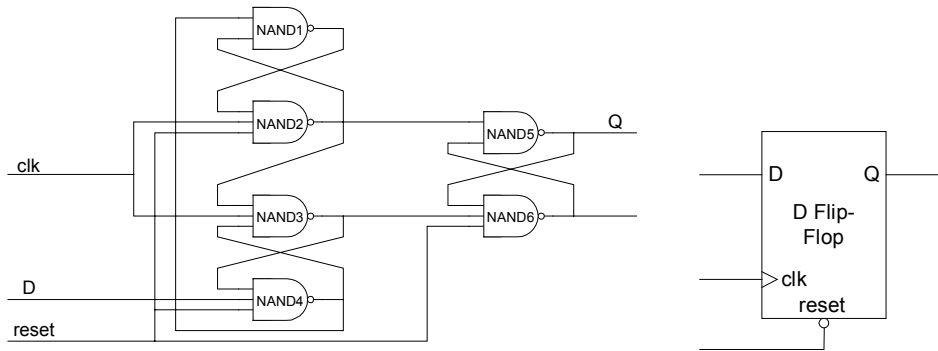 NAND1
NAND2
NAND5
Q
clk
NAND3
NAND6
D
NAND4
reset
D
Q
D Flip-
Flop
clk
reset